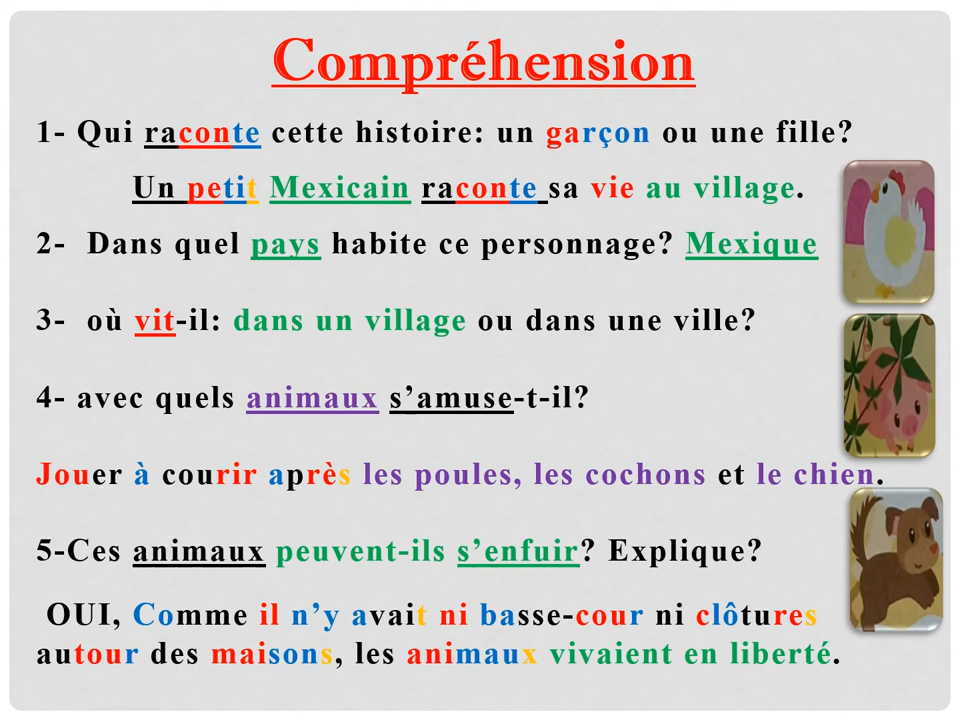 Compréhension
1- Qui raconte cette histoire: un garçon ou une fille?
Un petit Mexicain raconte sa vie au village.
2- Dans quel pays habite ce personnage? Mexique
3- où vit-il: dans un village ou dans une ville?
4- avec quels animaux s’amuse-t-il?
Jouer à courir après les poules, les cochons et le chien.
5-Ces animaux peuvent-ils s’enfuir? Explique?
OUI, Comme il n’y avait ni basse-cour ni clôtures
autour des maisons, les animaux vivaient en liberté.